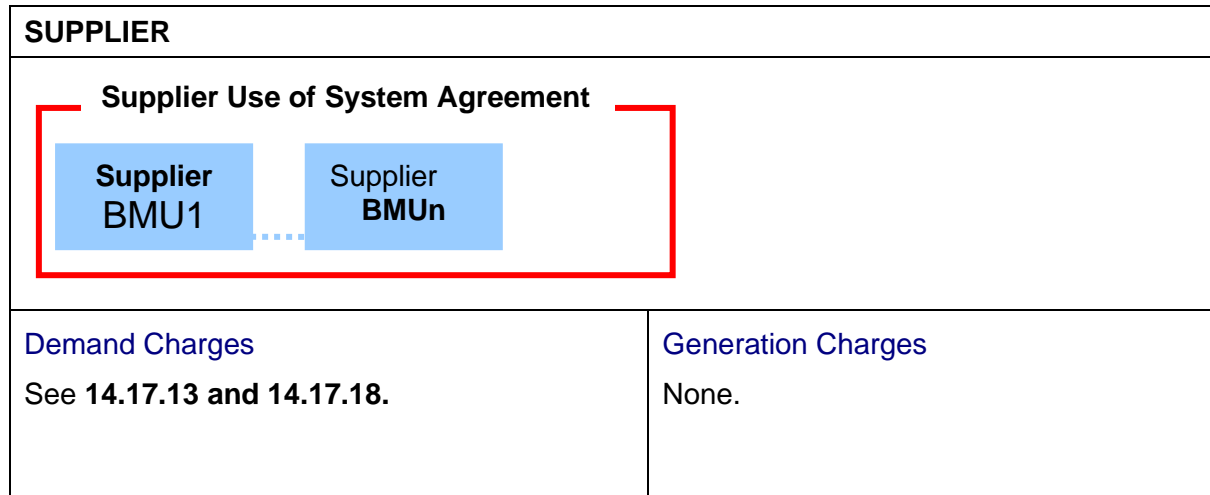 SUPPLIER
Supplier Use of System Agreement
Supplier
BMU1
Supplier
BMUn
Demand Charges
See 14.17.13 and 14.17.18.
Generation Charges
None.